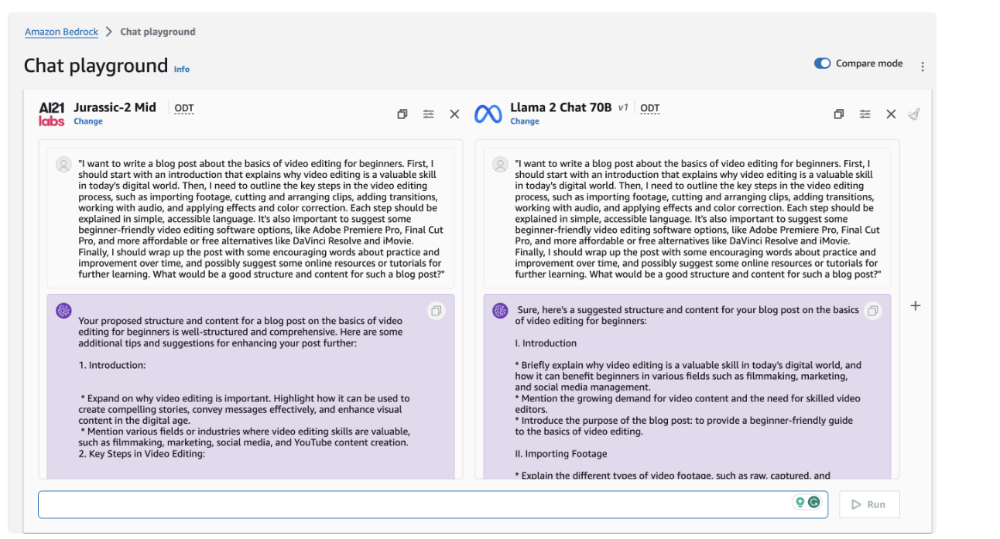 Amazon Bedrock > Chat playground
Chat playground Info
Compare mode
AI21 labs
Jurassic-2 Mid ODT
Change
"I want to write a blog post about the basics of video editing for beginners. First, I
should start with an introduction that explains why video editing is a valuable skill
in today's digital world. Then, I need to outline the key steps in the video editing
process, such as importing footage, cutting and arranging clips, adding transitions,
working with audio, and applying effects and color correction. Each step should be
explained in simple, accessible language. It's also important to suggest some
beginner-friendly video editing software options, like Adobe Premiere Pro, Final Cut
Pro, and more affordable or free alternatives like DaVinci Resolve and iMovie.
Finally, I should wrap up the post with some encouraging words about practice and
improvement over time, and possibly suggest some online resources or tutorials for
further learning. What would be a good structure and content for such a blog post?"
Your proposed structure and content for a blog post on the basics of video
editing for beginners is well-structured and comprehensive. Here are some
additional tips and suggestions for enhancing your post further:
1. Introduction:
* Expand on why video editing is important. Highlight how it can be used to
create compelling stories, convey messages effectively, and enhance visual
content in the digital age.
* Mention various fields or industries where video editing skills are valuable,
such as filmmaking, marketing, social media, and YouTube content creation.
2. Key Steps in Video Editing:
Llama 2 Chat 70B v1 ODT
Change
"I want to write a blog post about the basics of video editing for beginners. First, I
should start with an introduction that explains why video editing is a valuable skill
in today's digital world. Then, I need to outline the key steps in the video editing
process, such as importing footage, cutting and arranging clips, adding transitions,
working with audio, and applying effects and color correction. Each step should be
explained in simple, accessible language. It's also important to suggest some
beginner-friendly video editing software options, like Adobe Premiere Pro, Final Cut
Pro, and more affordable or free alternatives like DaVinci Resolve and iMovie.
Finally, I should wrap up the post with some encouraging words about practice and
improvement over time, and possibly suggest some online resources or tutorials for
further learning. What would be a good structure and content for such a blog post?"
Sure, here's a suggested structure and content for your blog post on the basics
of video editing for beginners:
I. Introduction
* Briefly explain why video editing is a valuable skill in today's digital world, and
how it can benefit beginners in various fields such as filmmaking, marketing,
and social media management.
* Mention the growing demand for video content and the need for skilled video
editors.
* Introduce the purpose of the blog post: to provide a beginner-friendly guide
to the basics of video editing.
II. Importing Footage
* Explain the different types of video footage, such as raw, captured, and
Run